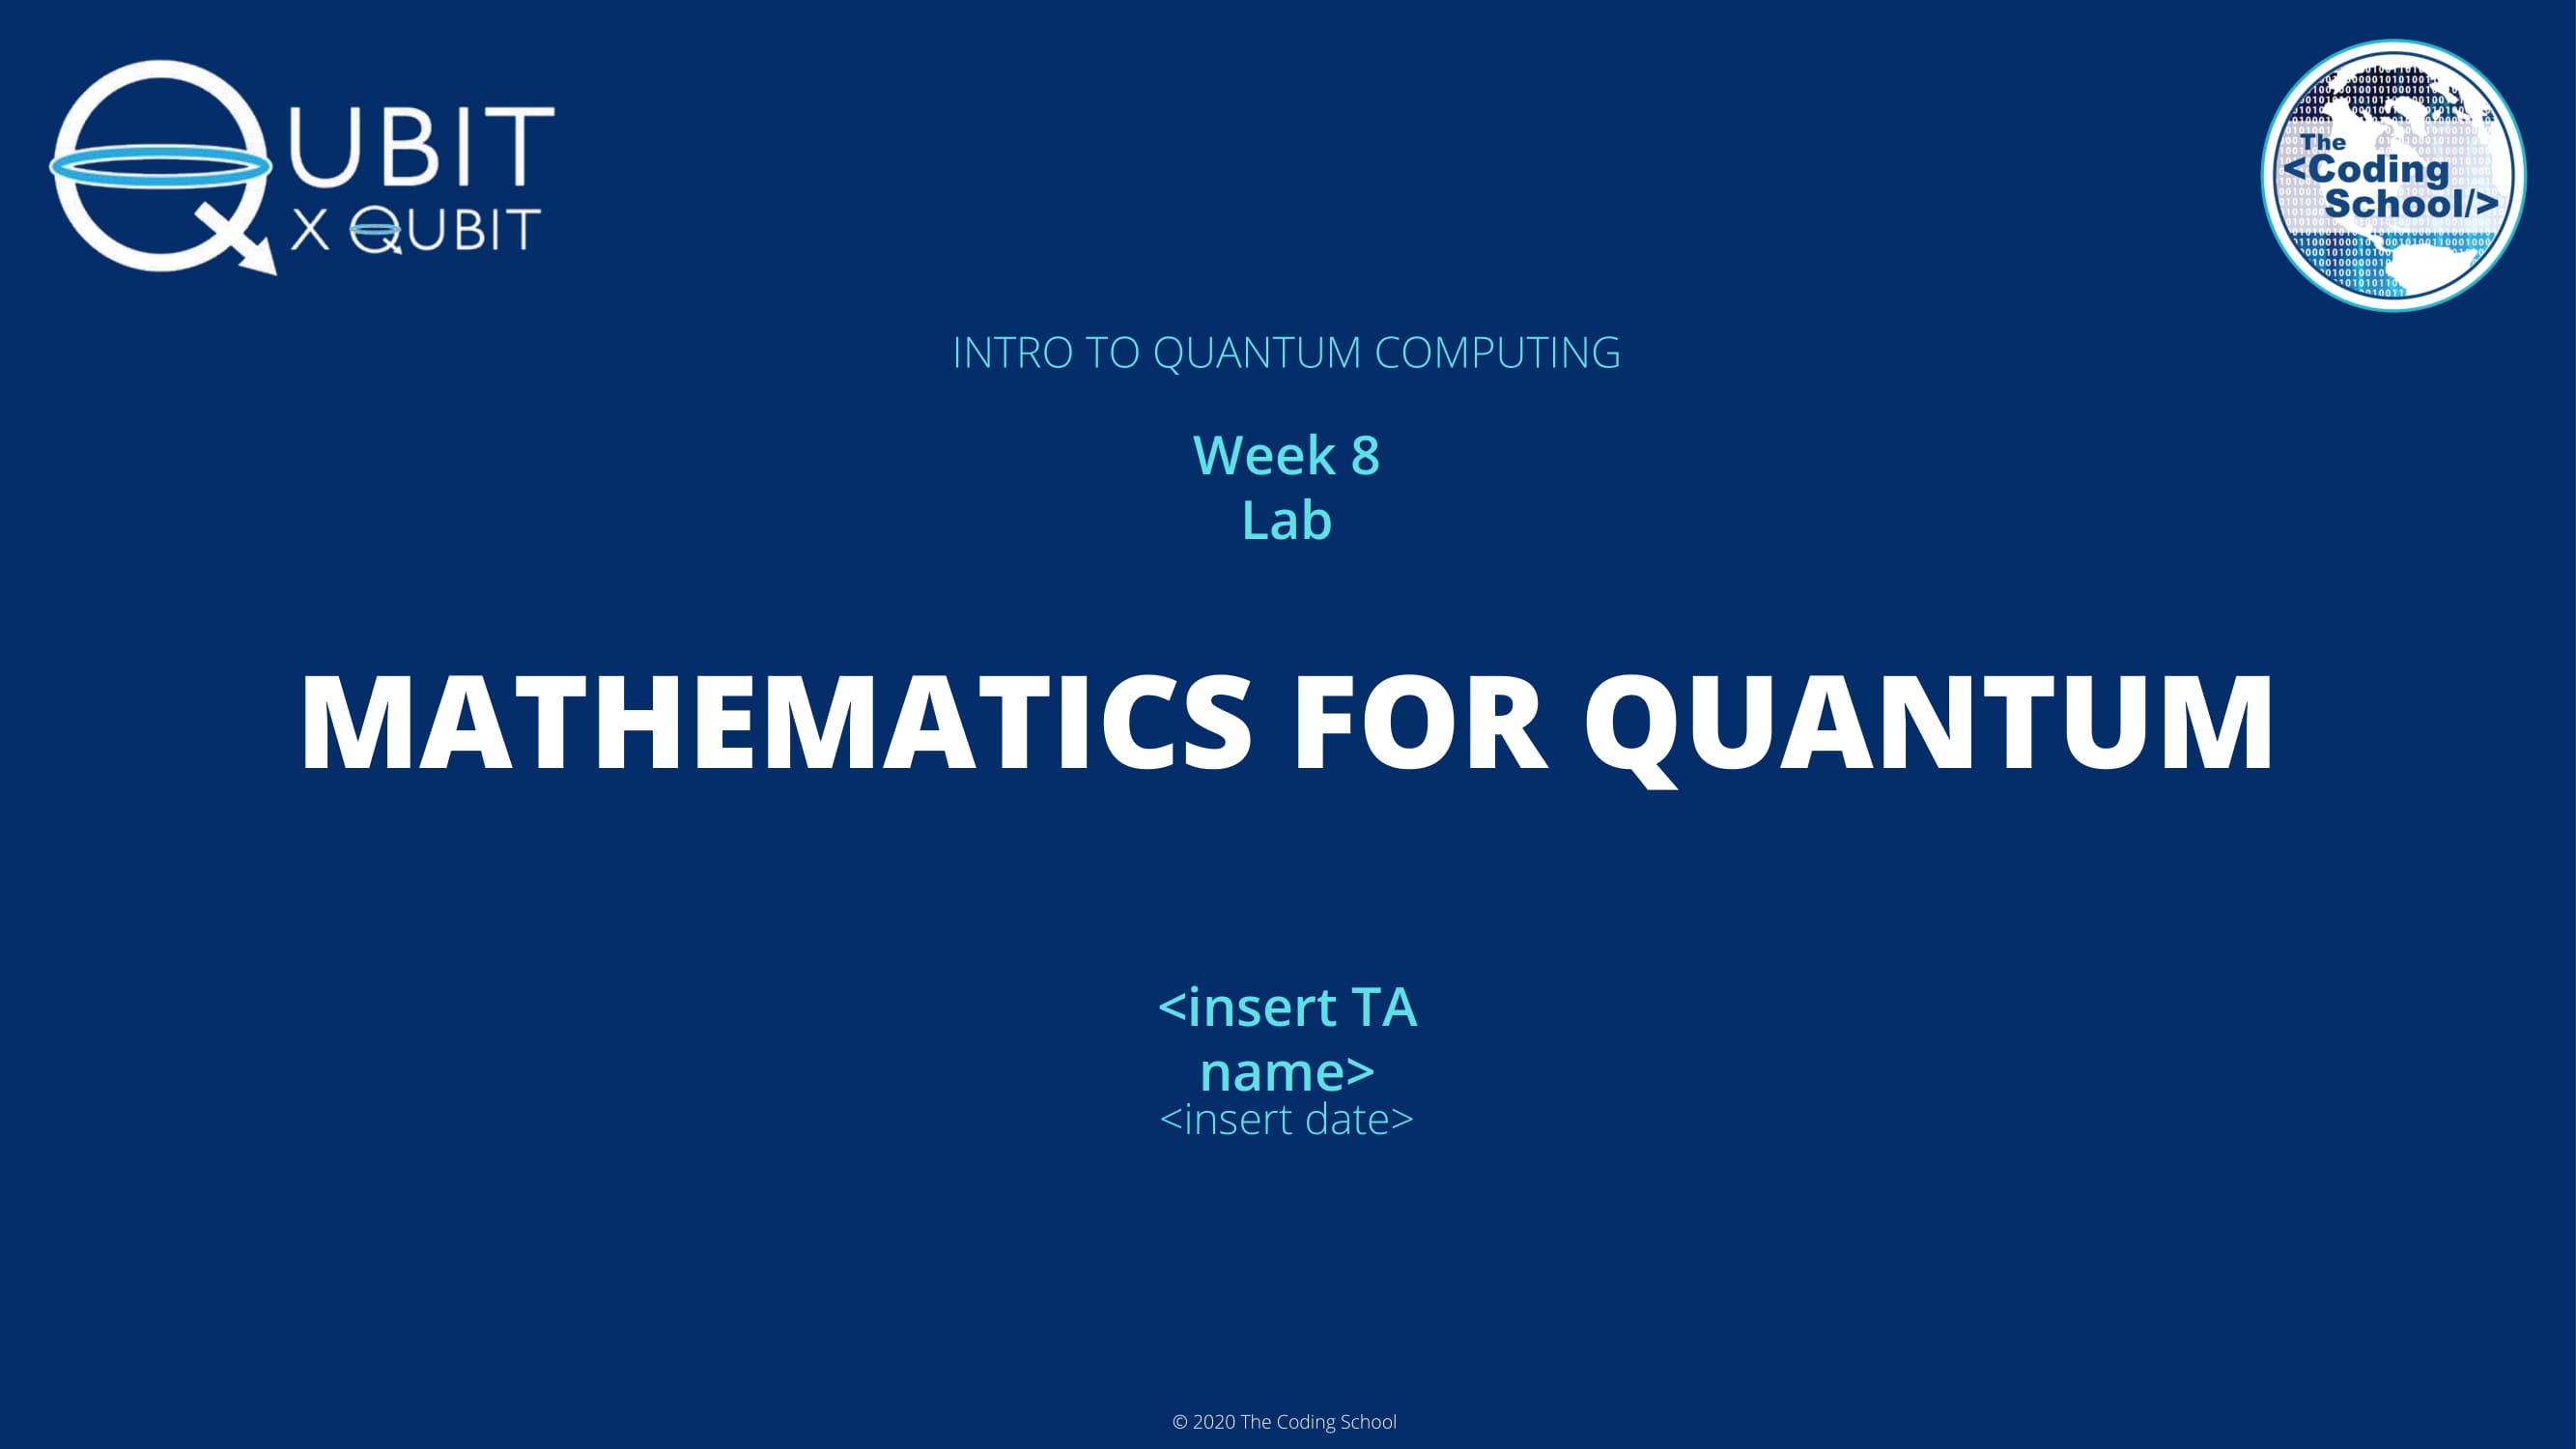 QUBIT
X QUBIT
The
<Coding
School/>
INTRO TO QUANTUM COMPUTING
Week 8
Lab
MATHEMATICS FOR QUANTUM
<insert TA
name>
<insert date>
© 2020 The Coding School